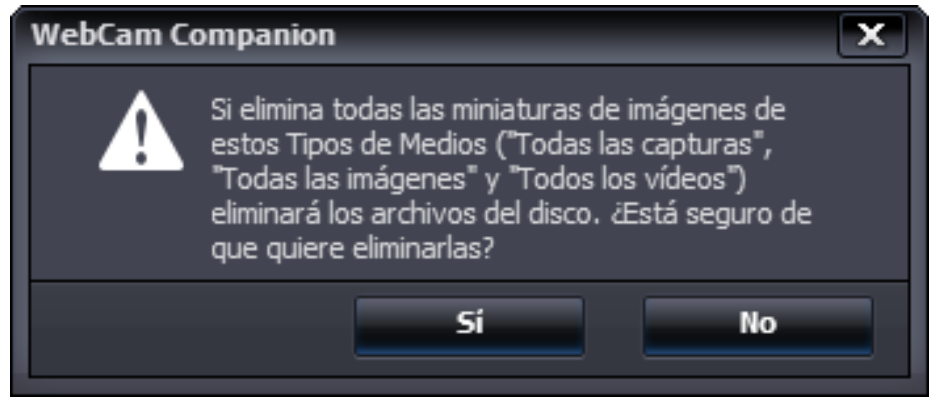 WebCam Companion
Si elimina todas las miniaturas de imágenes de
estos Tipos de Medios ("Todas las capturas",
"Todas las imágenes" y "Todos los vídeos")
eliminará los archivos del disco. ¿Está seguro de
que quiere eliminarlas?
Sí
No